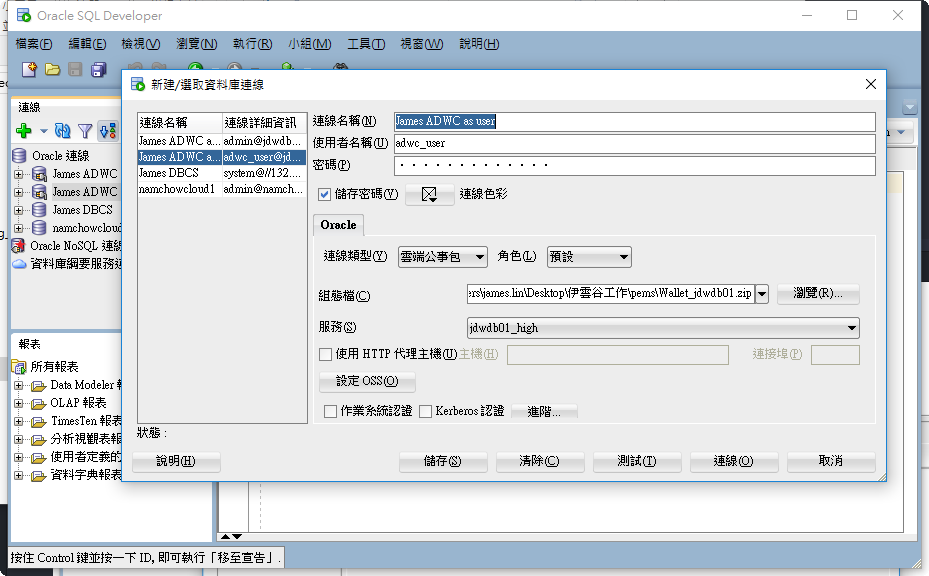 Oracle SQL Developer
檔案(F) 編輯(E) 檢視(V) 瀏覽(N) 執行(R) 小組(M) 工具(T) 視窗(W) 說明(H)
新建/選取資料庫連線
連線
Oracle 連線
James ADWC
James ADWC
James DBCS
namchowcloud
Oracle NoSQL 連線
資料庫綱要服務連
報表
所有報表
Data Modeler 報
OLAP 報表
TimesTen 報表
分析視觀表報
使用者定義的
資料字典報表
連線名稱 連線詳細資訊
James ADWC a... admin@jdwdb...
James ADWC a... adwc_user@jd...
James DBCS system@//132....
namchowcloud1 admin@namch...
連線名稱(N) James ADWC as user
使用者名稱(U) adwc_user
密碼(P)
儲存密碼(V) 連線色彩
Oracle
連線類型(Y) 雲端公事包 角色(L) 預設
組態檔(C) ers\james.lin\Desktop\伊雲谷工作\pems\Wallet_jdwdb01.zip 瀏覽(R)...
服務(S) jdwdb01_high
使用 HTTP 代理主機(U) 主機(H) 連接埠(P)
設定 OSS(O)
作業系統認證 Kerberos 認證 進階...
狀態 :
說明(H) 儲存(S) 清除(C) 測試(T) 連線(O) 取消
按住 Control 鍵並按一下 ID, 即可執行「移至宣告」.